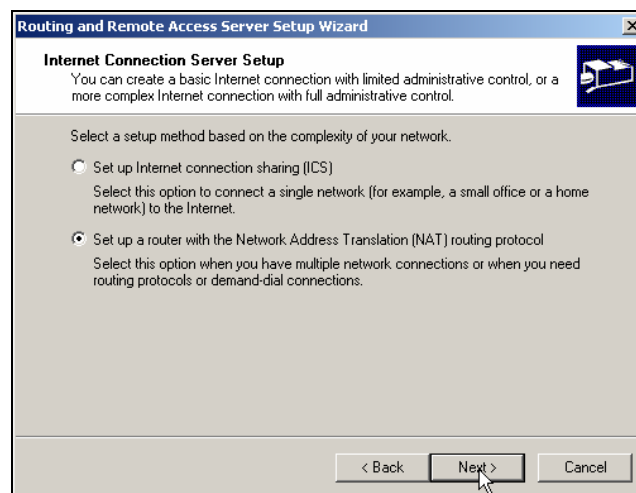 Routing and Remote Access Server Setup Wizard
Internet Connection Server Setup
You can create a basic Internet connection with limited administrative control, or a
more complex Internet connection with full administrative control.
Select a setup method based on the complexity of your network.
Set up Internet connection sharing (ICS)
Select this option to connect a single network (for example, a small office or a home
network) to the Internet.
Set up a router with the Network Address Translation (NAT) routing protocol
Select this option when you have multiple network connections or when you need
routing protocols or demand-dial connections.
< Back Next > Cancel